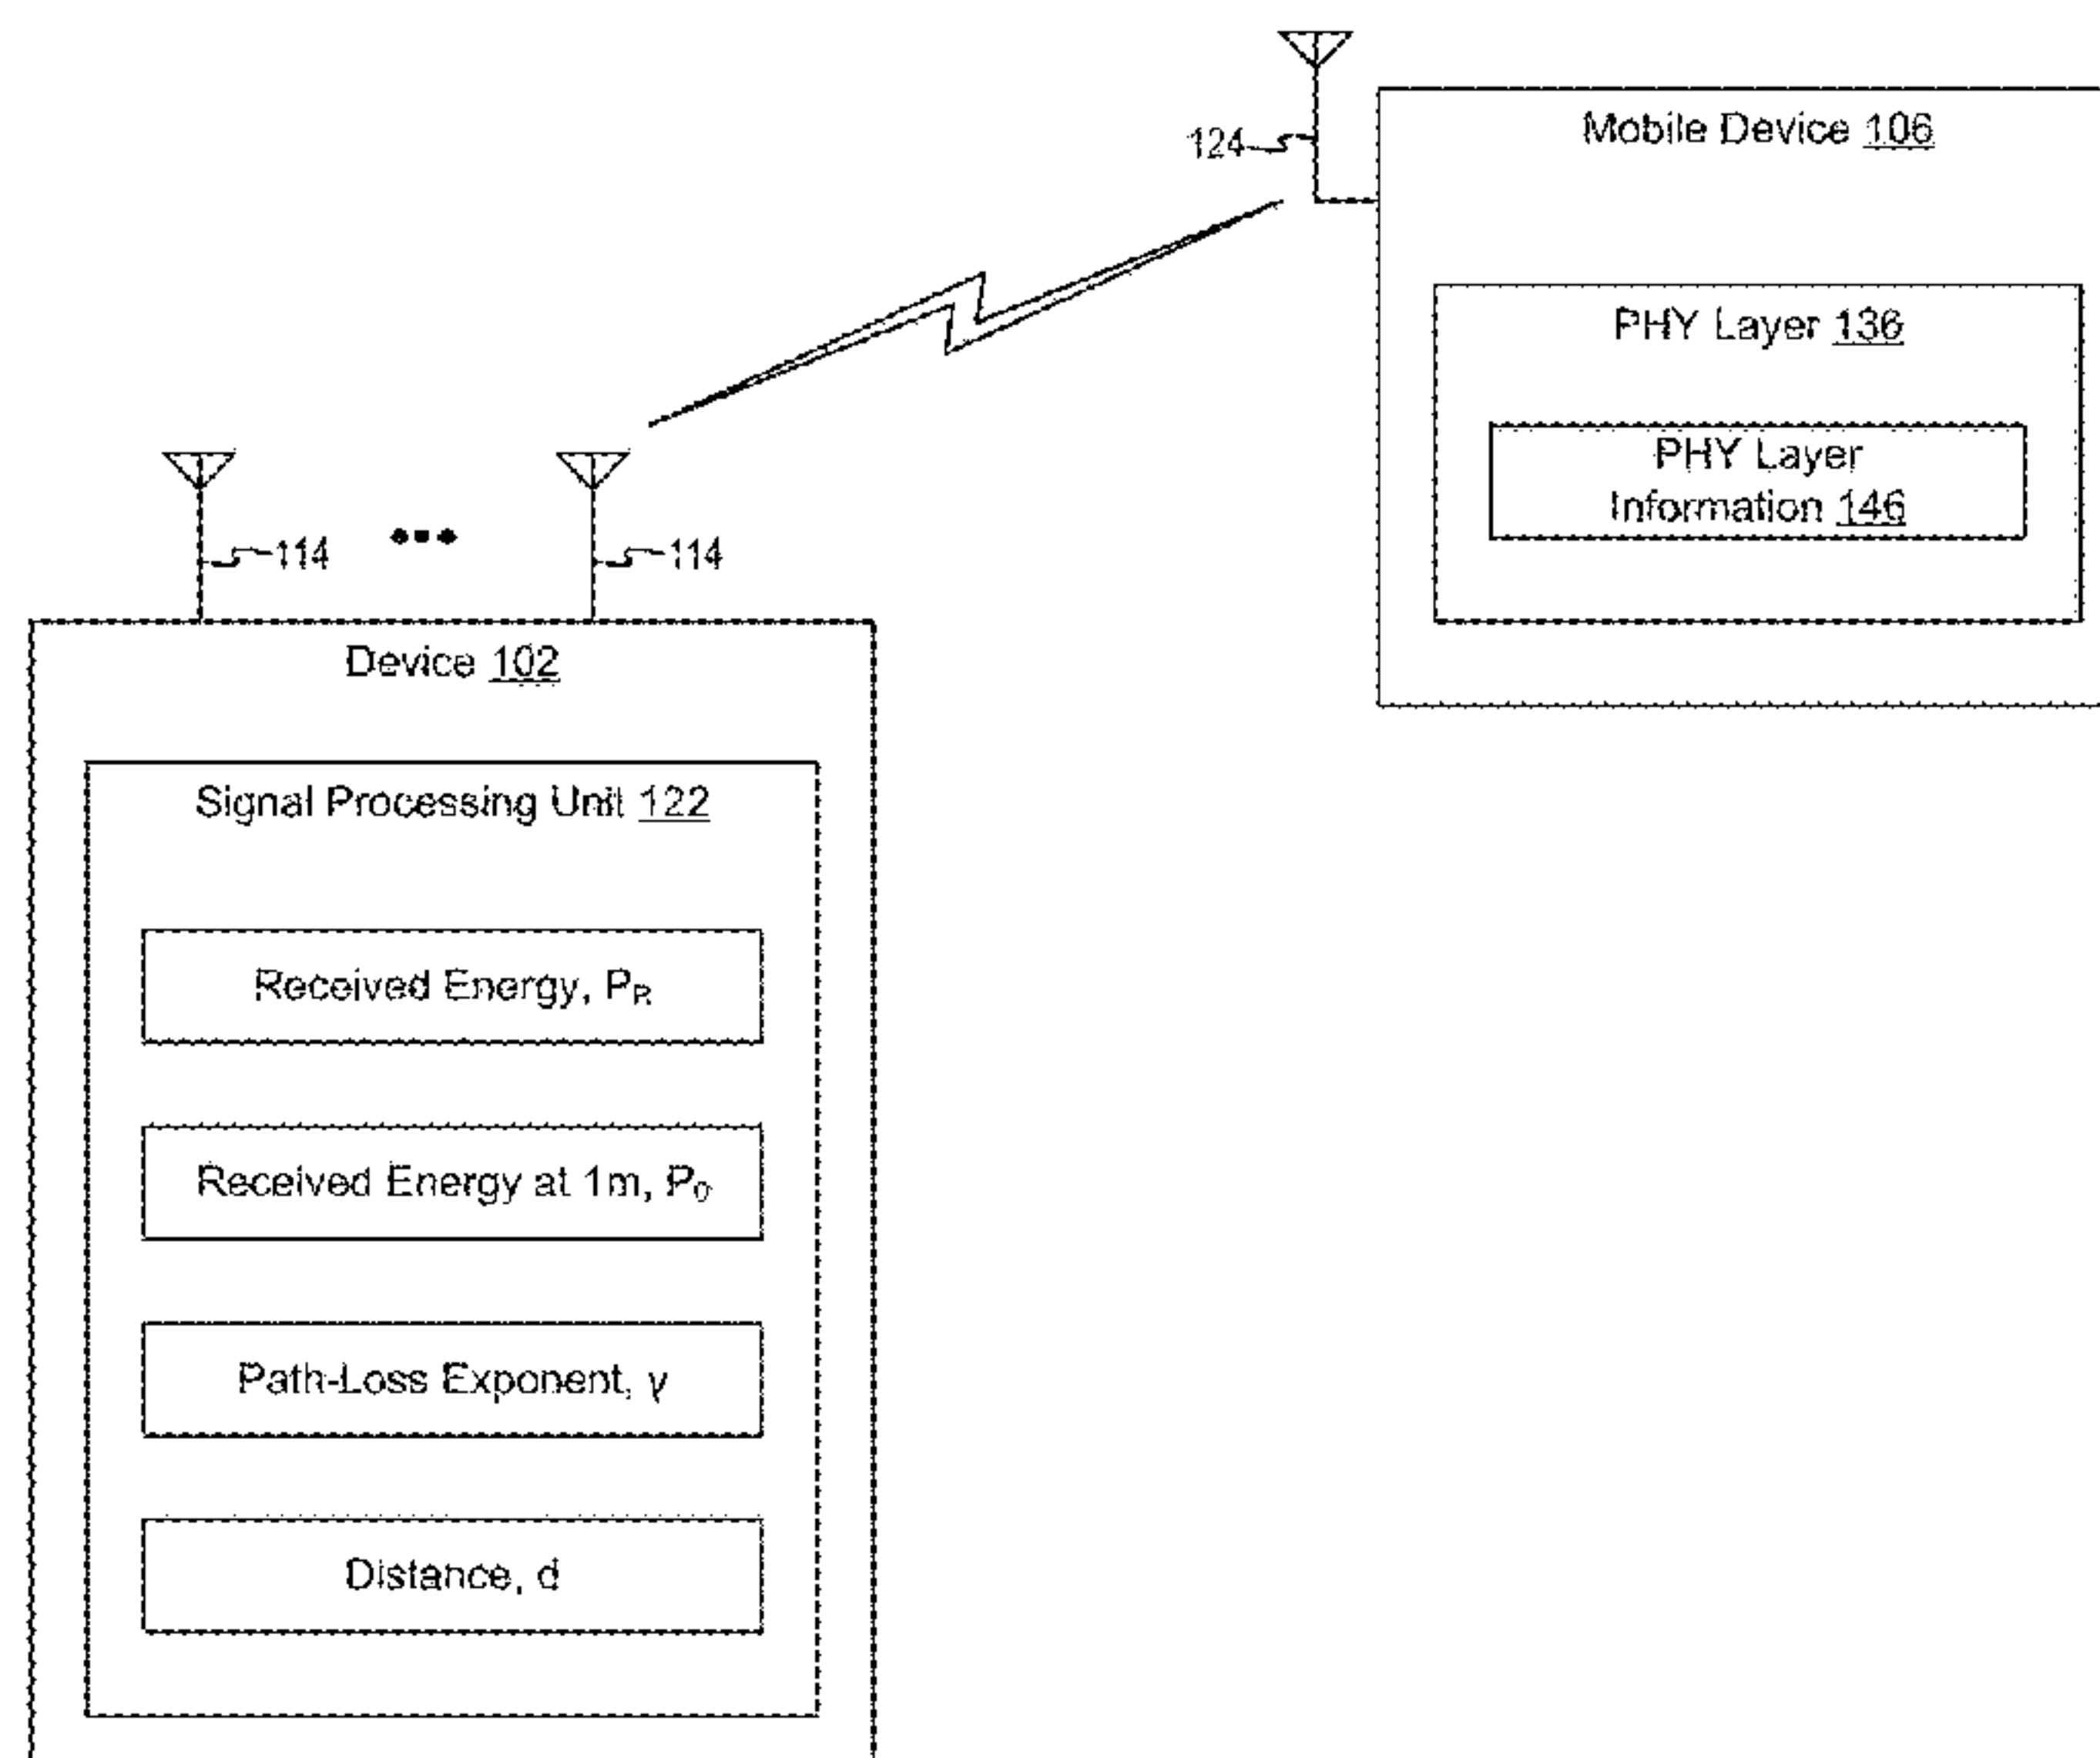 124
Mobile Device 106
PHY Layer 136
PHY Layer
Information 146
114
114
Device 102
Signal Processing Unit 122
Received Energy, PR
Received Energy at 1m, P0
Path-Loss Exponent, γ
Distance, d